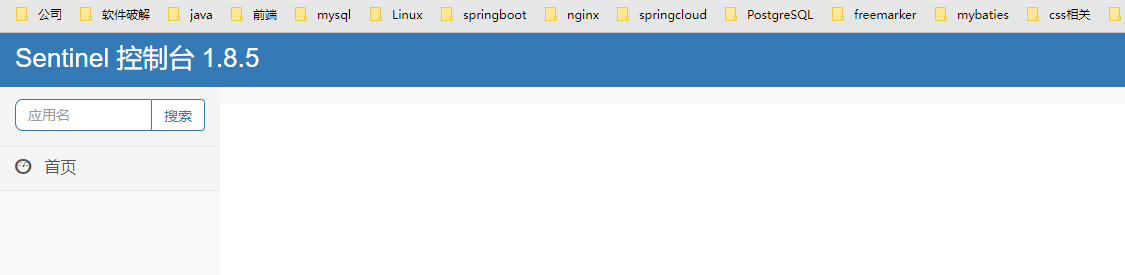 公司 软件破解 java 前端 mysql Linux springboot nginx springcloud PostgreSQL freemarker mybaties css相关
Sentinel 控制台 1.8.5
应用名 搜索
首页